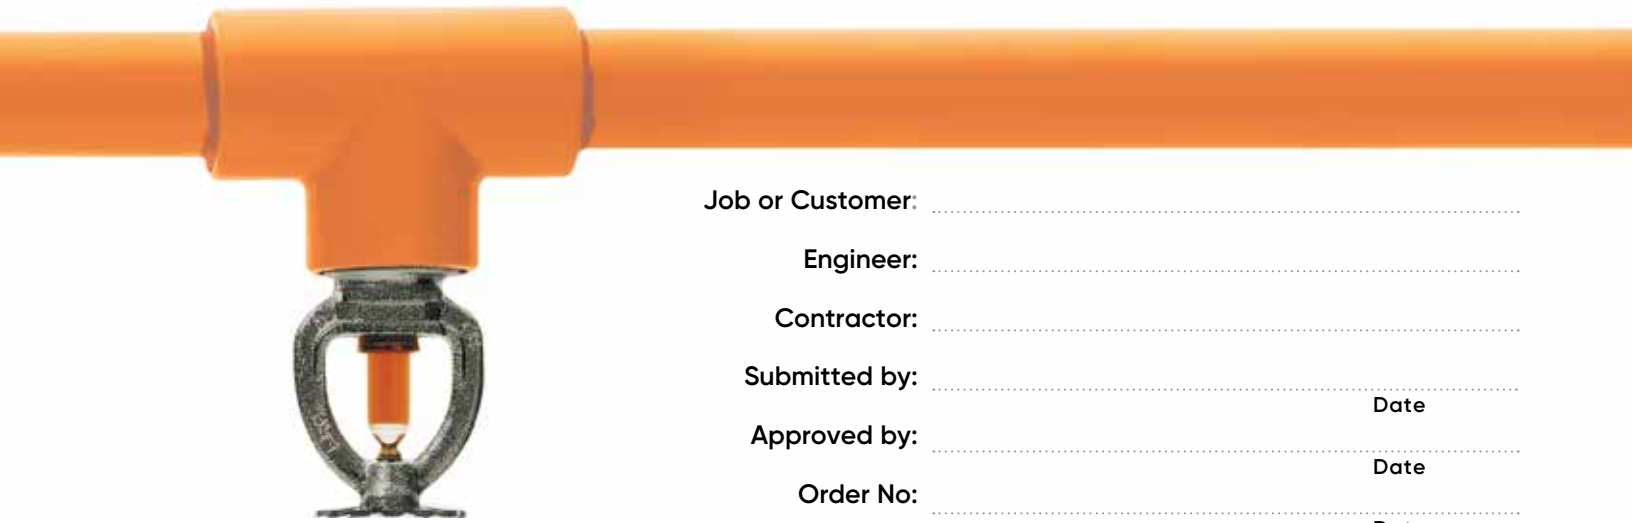 Job or Customer:
Engineer:
Contractor:
Submitted by:
Date
Approved by:
Date
Order No: